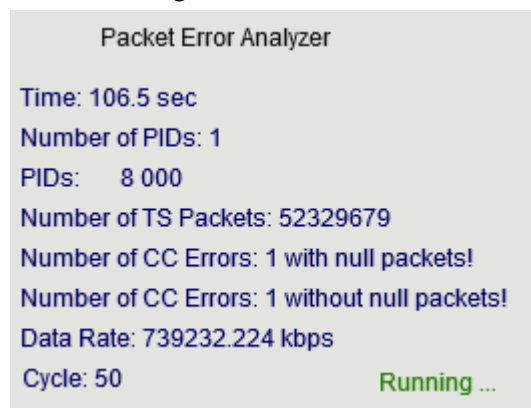 Packet Error Analyzer
Time: 106.5 sec
Number of PIDs: 1
PIDs: 8 000
Number of TS Packets: 52329679
Number of CC Errors: 1 with null packets!
Number of CC Errors: 1 without null packets!
Data Rate: 739232.224 kbps
Cycle: 50 Running ...